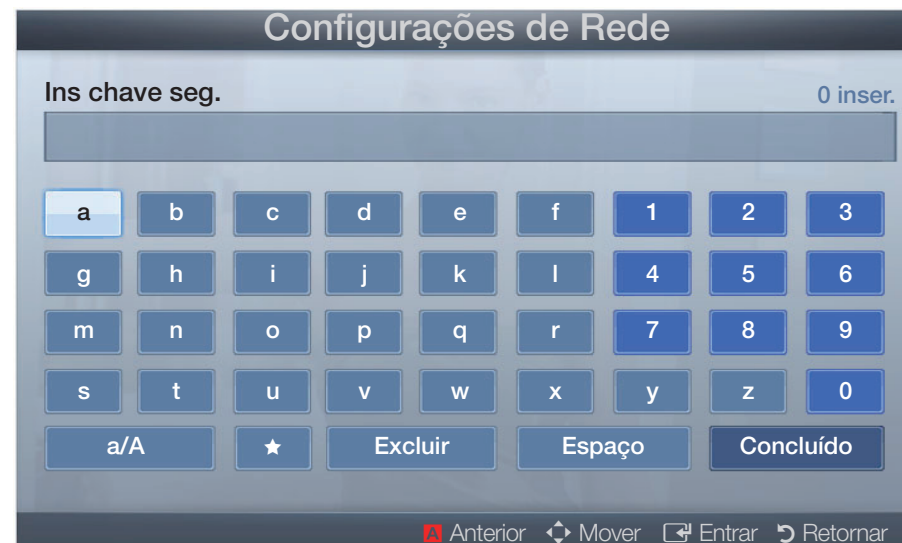 Configurações de Rede
Ins chave seg. 0 inser.
a b c d e f 1 2 3
g h i j k l 4 5 6
m n o p q r 7 8 9
s t u v w x y z 0
a/A ★ Excluir Espaço Concluído
A Anterior Mover Entrar Retornar